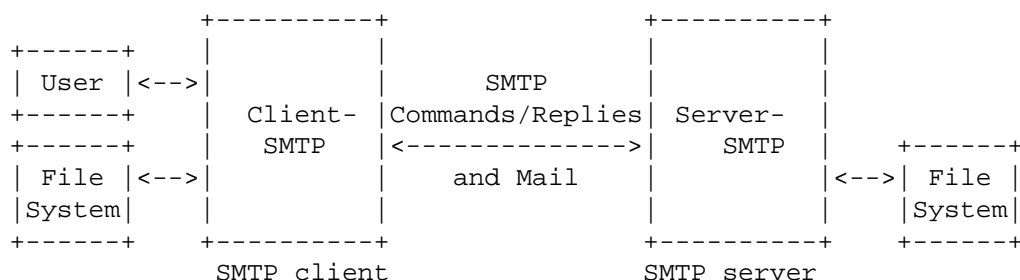 +----------+                +----------+
      +------+    |          |                |          |
      | User |<-->|          |      SMTP      |          |
      +------+    |  Client- |Commands/Replies| Server-  |
      +------+    |   SMTP   |<-------------->|    SMTP  |    +------+
      | File |<-->|          |    and Mail    |          |<-->| File |
      |System|    |          |                |          |    |System|
      +------+    +----------+                +----------+    +------+
                   SMTP client                SMTP server